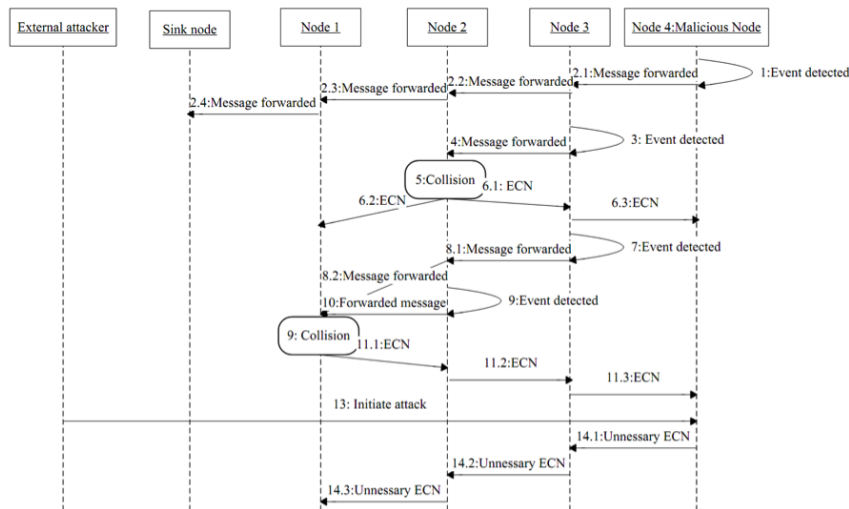 External attacker
Sink node
Node 1
Node 2
Node 3
Node 4:Malicious Node
1:Event detected
2.1:Message forwarded
2.2:Message forwarded
2.3:Message forwarded
2.4:Message forwarded
3: Event detected
4:Message forwarded
5:Collision
6.1: ECN
6.2:ECN
6.3:ECN
7:Event detected
8.1:Message forwarded
8.2:Message forwarded
9:Event detected
10:Forwarded message
9: Collision
11.1:ECN
11.2:ECN
11.3:ECN
13: Initiate attack
14.1:Unnessary ECN
14.2:Unnessary ECN
14.3:Unnessary ECN